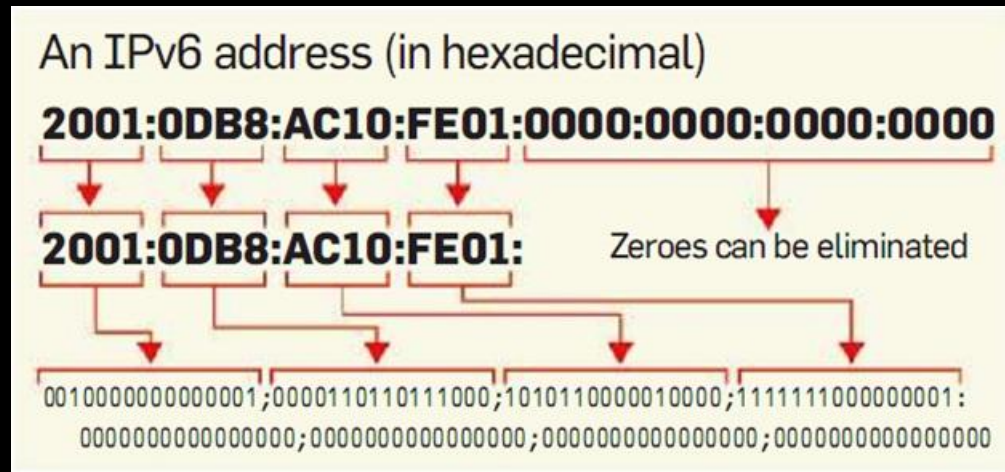 An IPv6 address (in hexadecimal)
2001:0DB8:AC10:FE01:0000:0000:0000:0000
2001:0DB8:AC10:FE01:
Zeroes can be eliminated
0010000000000001;0000110110111000;1010110000010000;1111111000000001:
0000000000000000;0000000000000000;0000000000000000;0000000000000000